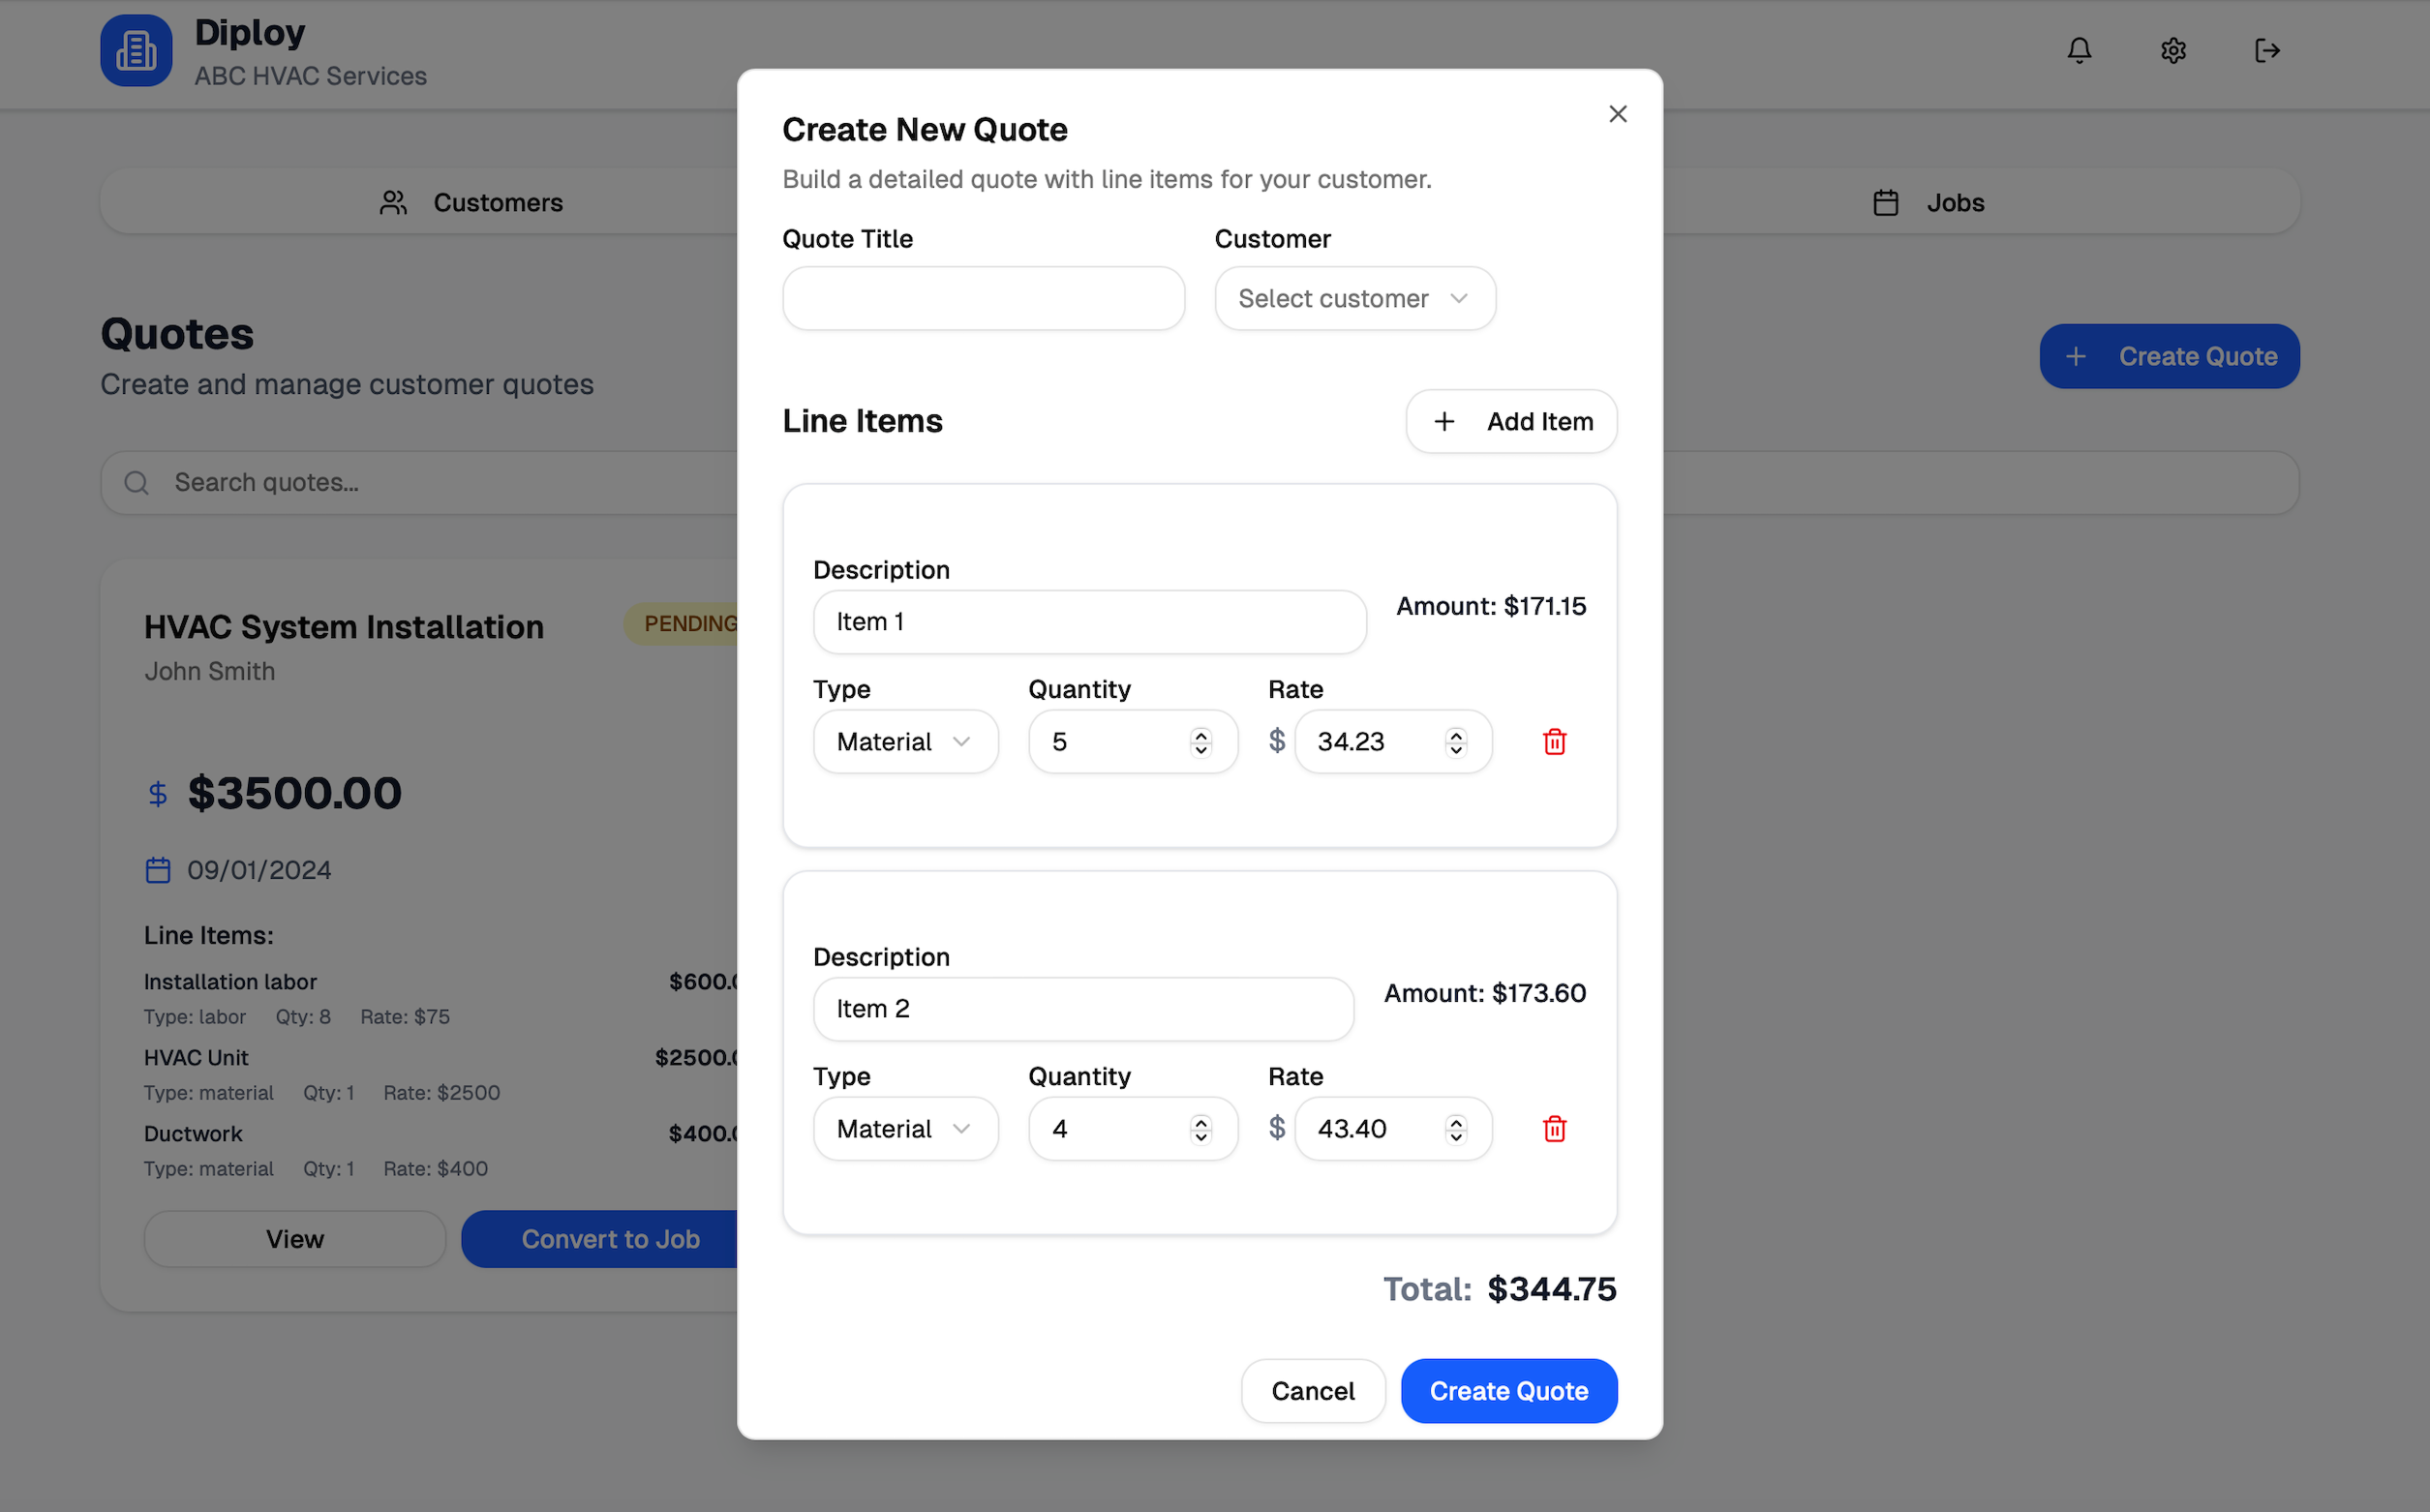 Diploy
ABC HVAC Services
Customers
Jobs
Quotes
Create and manage customer quotes
Create Quote
Search quotes...
HVAC System Installation
PENDING
John Smith
$3500.00
09/01/2024
Line Items:
Installation labor
$600.0
Type: labor Qty: 8 Rate: $75
HVAC Unit
$2500.0
Type: material Qty: 1 Rate: $2500
Ductwork
$400.0
Type: material Qty: 1 Rate: $400
View
Convert to Job
Create New Quote
Build a detailed quote with line items for your customer.
Quote Title
Customer
Select customer
Line Items
Add Item
Description
Item 1
Amount: $171.15
Type Quantity Rate
Material 5 $ 34.23
Description
Item 2
Amount: $173.60
Type Quantity Rate
Material 4 $ 43.40
Total: $344.75
Cancel
Create Quote